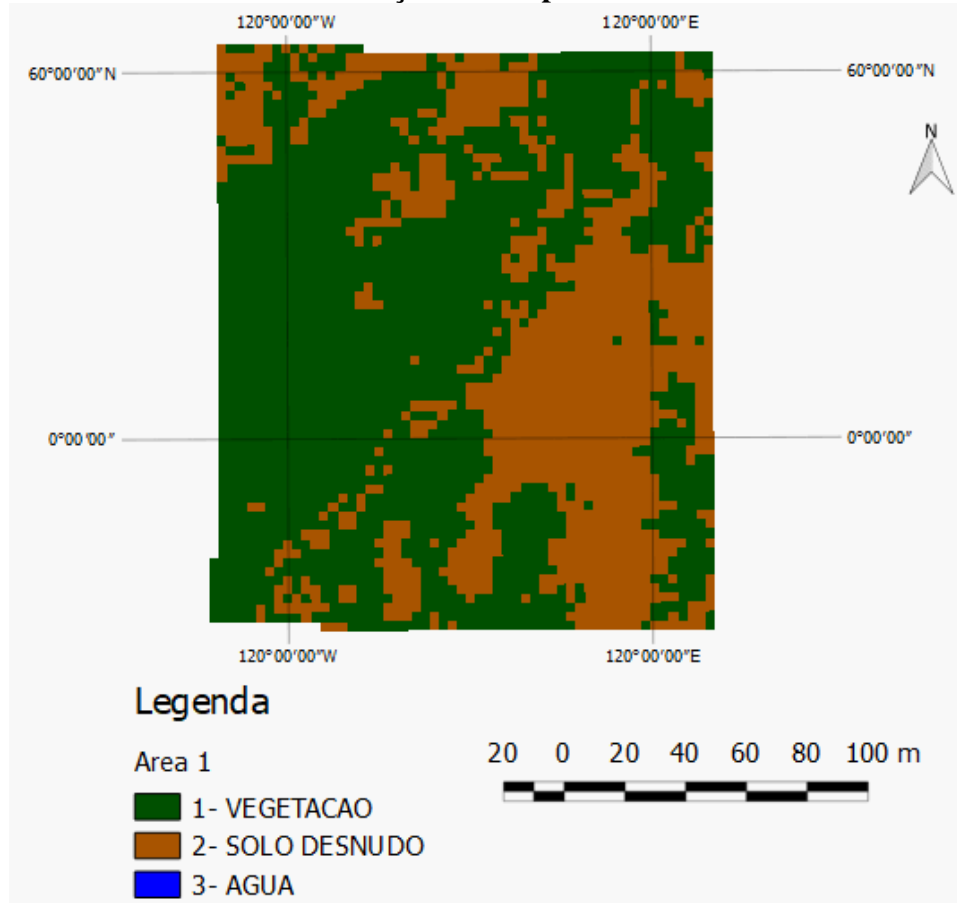 120°00′00″W 120°00′00″E
60°00′00″N 60°00′00″N
N
0°00′00″ 0°00′00″
120°00′00″W 120°00′00″E
Legenda
Area 1
20 0 20 40 60 80 100 m
1- VEGETACAO
2- SOLO DESNUDO
3- AGUA